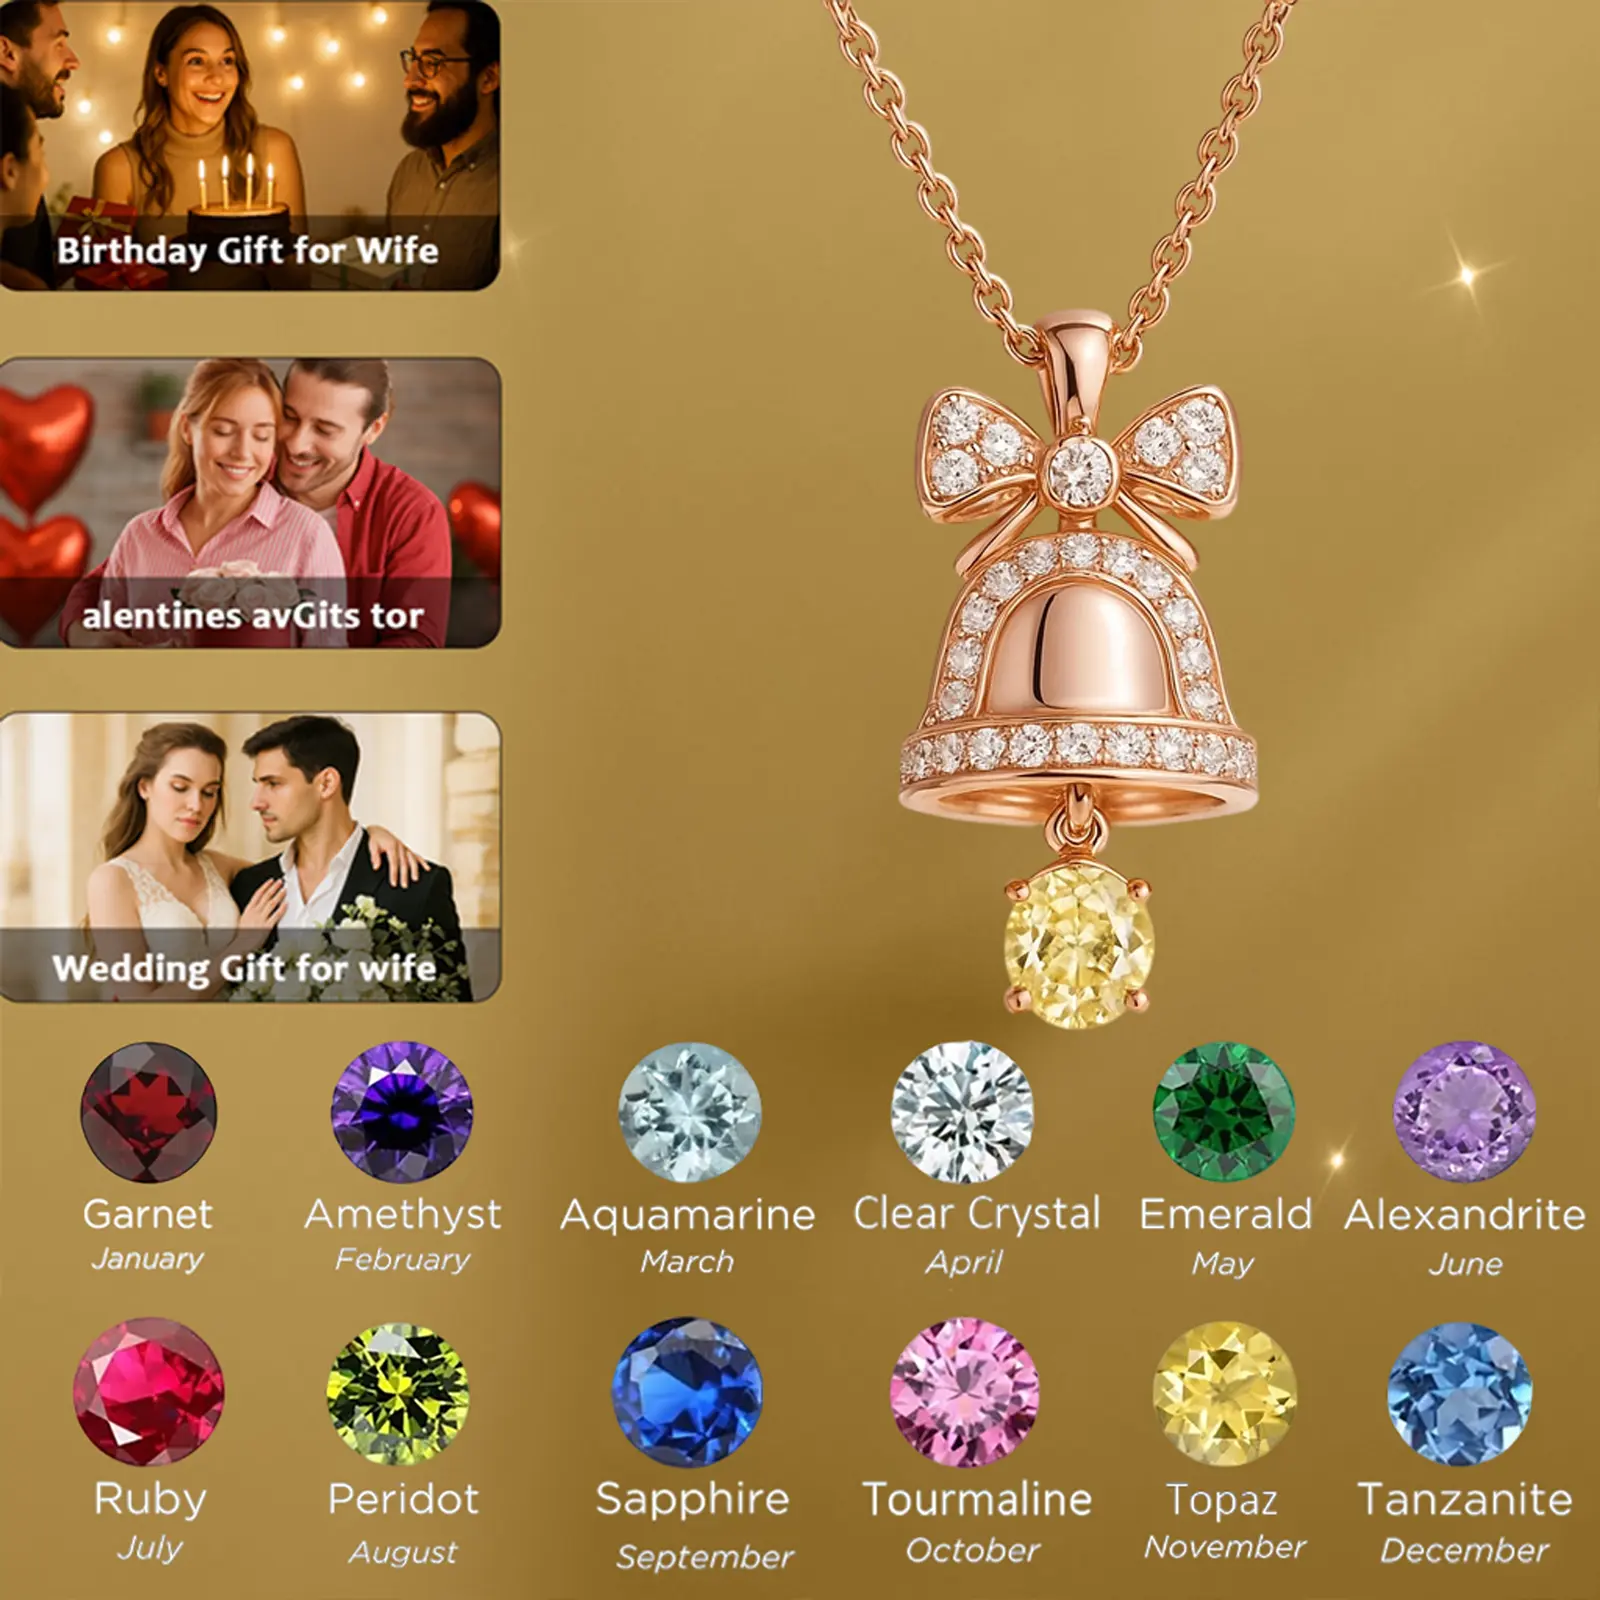 Birthday Gift for Wife
alentines avGits tor
Wedding Gift for wife
Garnet
January
Amethyst
February
Aquamarine
March
Clear Crystal
April
Emerald
May
Alexandrite
June
Ruby
July
Peridot
August
Sapphire
September
Tourmaline
October
Topaz
November
Tanzanite
December